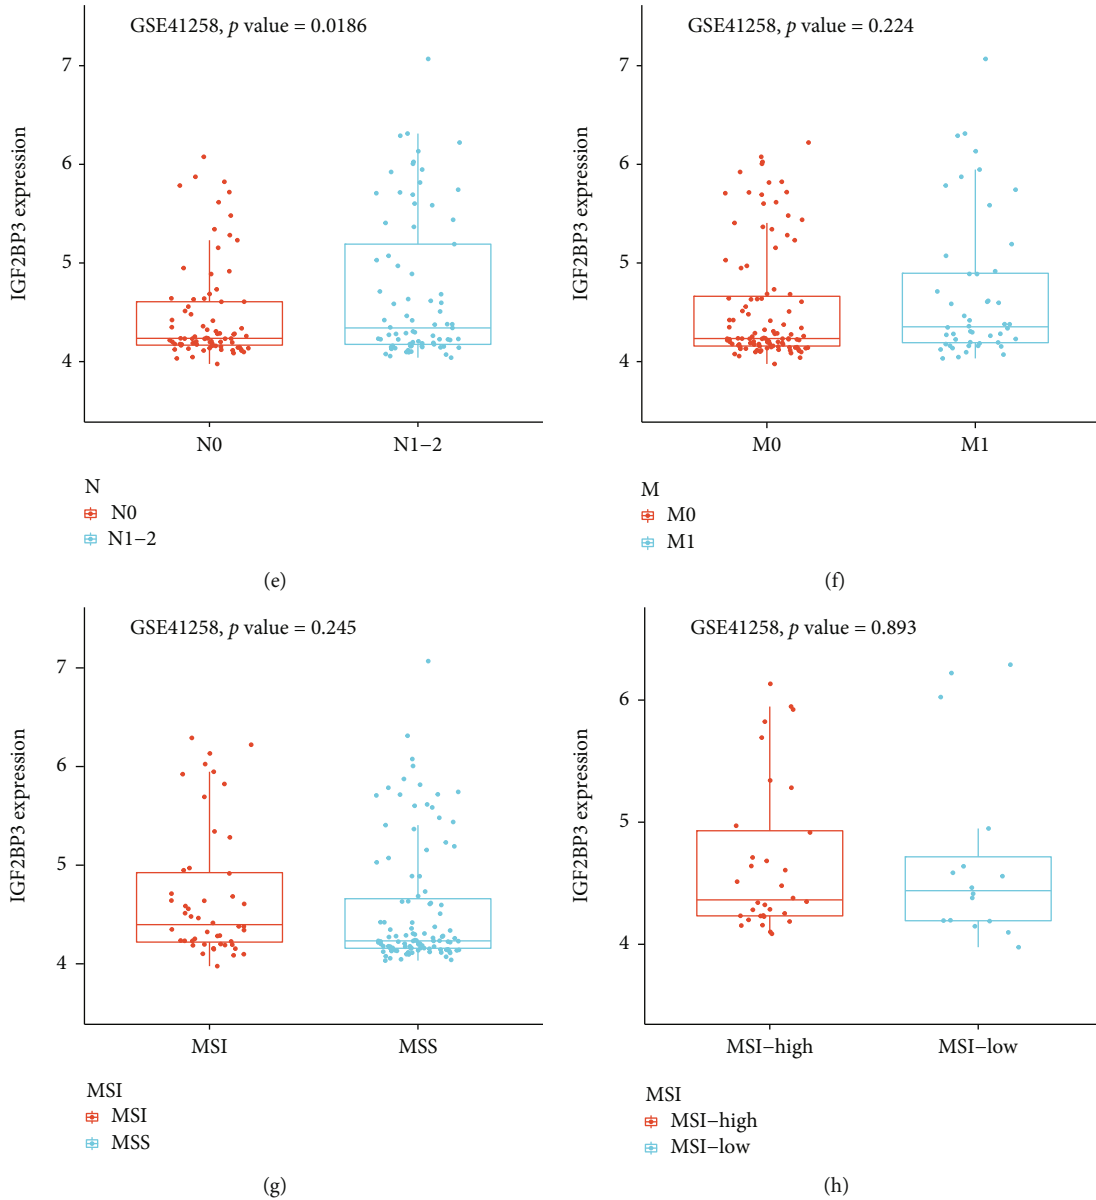 GSE41258, p value = 0.0186
IGF2BP3 expression
7
6
5
4
N0 N1−2
N
N0
N1−2
(e)
GSE41258, p value = 0.224
IGF2BP3 expression
7
6
5
4
M0 M1
M
M0
M1
(f)
GSE41258, p value = 0.245
IGF2BP3 expression
7
6
5
4
MSI MSS
MSI
MSI
MSS
(g)
GSE41258, p value = 0.893
IGF2BP3 expression
6
5
4
MSI−high MSI−low
MSI
MSI−high
MSI−low
(h)